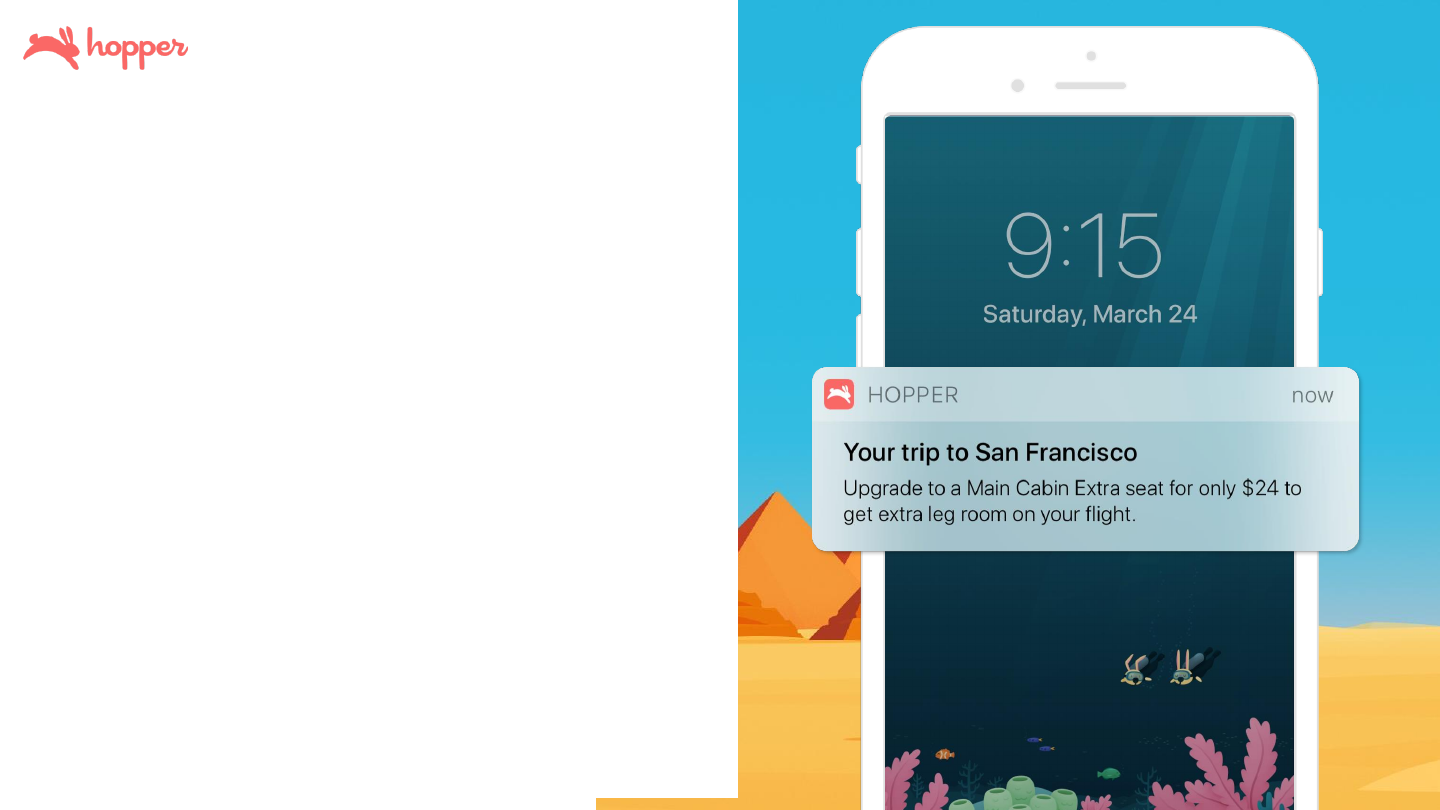 hopper
9:15
Saturday, March 24
HOPPER
now
Your trip to San Francisco
Upgrade to a Main Cabin Extra seat for only $24 to
get extra leg room on your flight.